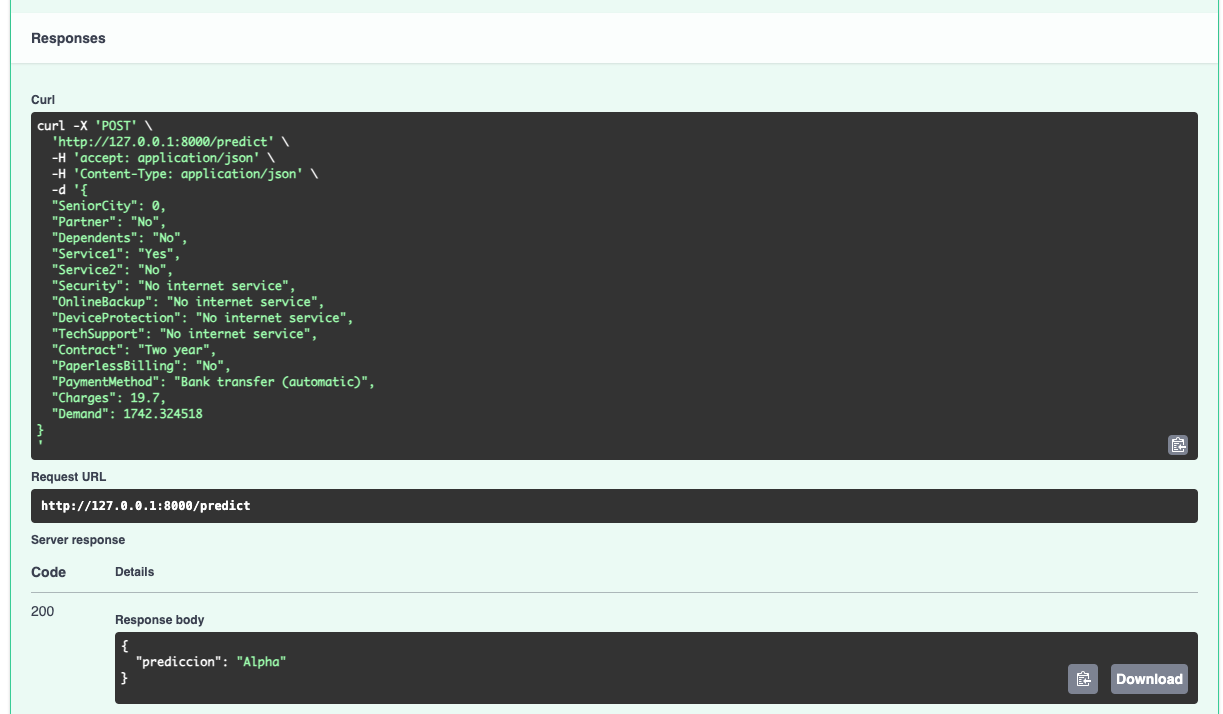 Responses
Curl
curl -X 'POST' \
  'http://127.0.0.1:8000/predict' \
  -H 'accept: application/json' \
  -H 'Content-Type: application/json' \
  -d '{
  "SeniorCity": 0,
  "Partner": "No",
  "Dependents": "No",
  "Service1": "Yes",
  "Service2": "No",
  "Security": "No internet service",
  "OnlineBackup": "No internet service",
  "DeviceProtection": "No internet service",
  "TechSupport": "No internet service",
  "Contract": "Two year",
  "PaperlessBilling": "No",
  "PaymentMethod": "Bank transfer (automatic)",
  "Charges": 19.7,
  "Demand": 1742.324518
}
'
Request URL
http://127.0.0.1:8000/predict
Server response
Code Details
200
Response body
{
  "prediccion": "Alpha"
}
Download